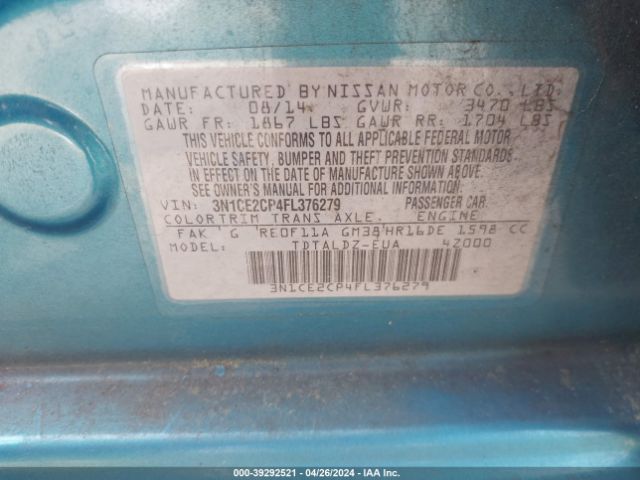 MANUFACTURED BY NISSAN MOTOR CO., LTD.
DATE: 08/14 GVWR: 3470 LBS
GAWR FR: 1867 LBS GAWR RR: 1704 LBS
THIS VEHICLE CONFORMS TO ALL APPLICABLE FEDERAL MOTOR
VEHICLE SAFETY, BUMPER AND THEFT PREVENTION STANDARDS
IN EFFECT ON THE DATE OF MANUFACTURE SHOWN ABOVE.
SEE OWNER'S MANUAL FOR ADDITIONAL INFORMATION.
VIN: 3N1CE2CP4FL376279 PASSENGER CAR.
COLOR TRIM TRANS AXLE. ENGINE
FAK G RE0F11A GM38 HR16DE 1598 CC
MODEL: TDTALDZ-EUA 4Z000
3N1CE2CP4FL376279
000-39292521 | 04/26/2024 | IAA Inc.